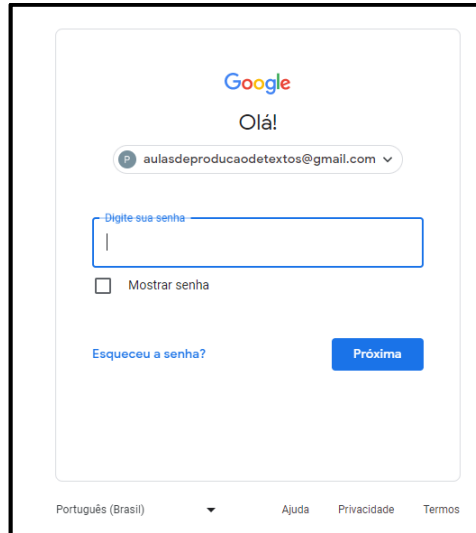 Google
Olá!
P aulasdeproducaodetextos@gmail.com
Digite sua senha
Mostrar senha
Esqueceu a senha? Próxima
Português (Brasil) Ajuda Privacidade Termos